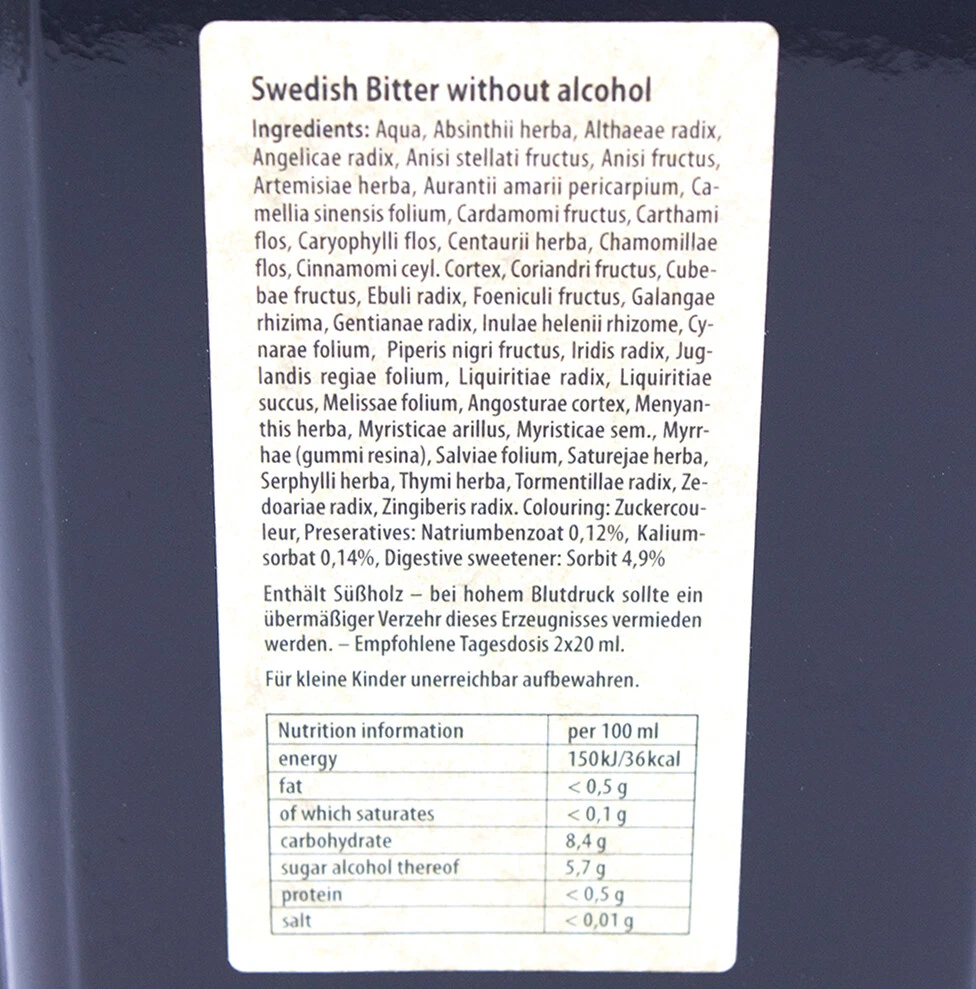 Swedish Bitter without alcohol
Ingredients: Aqua, Absinthii herba, Althaeae radix,
Angelicae radix, Anisi stellati fructus, Anisi fructus,
Artemisiae herba, Aurantii amarii pericarpium, Ca-
mellia sinensis folium, Cardamomi fructus, Carthami
flos, Caryophylli flos, Centaurii herba, Chamomillae
flos, Cinnamomi ceyl. Cortex, Coriandri fructus, Cube-
bae fructus, Ebuli radix, Foeniculi fructus, Galangae
rhizima, Gentianae radix, Inulae helenii rhizome, Cy-
narae folium, Piperis nigri fructus, Iridis radix, Jug-
landis regiae folium, Liquiritiae radix, Liquiritiae
succus, Melissae folium, Angosturae cortex, Menyan-
this herba, Myristicae arillus, Myristicae sem., Myrr-
hae (gummi resina), Salviae folium, Saturejae herba,
Serphylli herba, Thymi herba, Tormentillae radix, Ze-
doariae radix, Zingiberis radix. Colouring: Zuckercou-
leur, Preseratives: Natriumbenzoat 0,12%, Kalium-
sorbat 0,14%, Digestive sweetener: Sorbit 4,9%
Enthält Süßholz – bei hohem Blutdruck sollte ein
übermäßiger Verzehr dieses Erzeugnisses vermieden
werden. – Empfohlene Tagesdosis 2x20 ml.
Für kleine Kinder unerreichbar aufbewahren.
Nutrition information per 100 ml
energy 150kJ/36kcal
fat < 0,5 g
of which saturates < 0,1 g
carbohydrate 8,4 g
sugar alcohol thereof 5,7 g
protein < 0,5 g
salt < 0,01 g